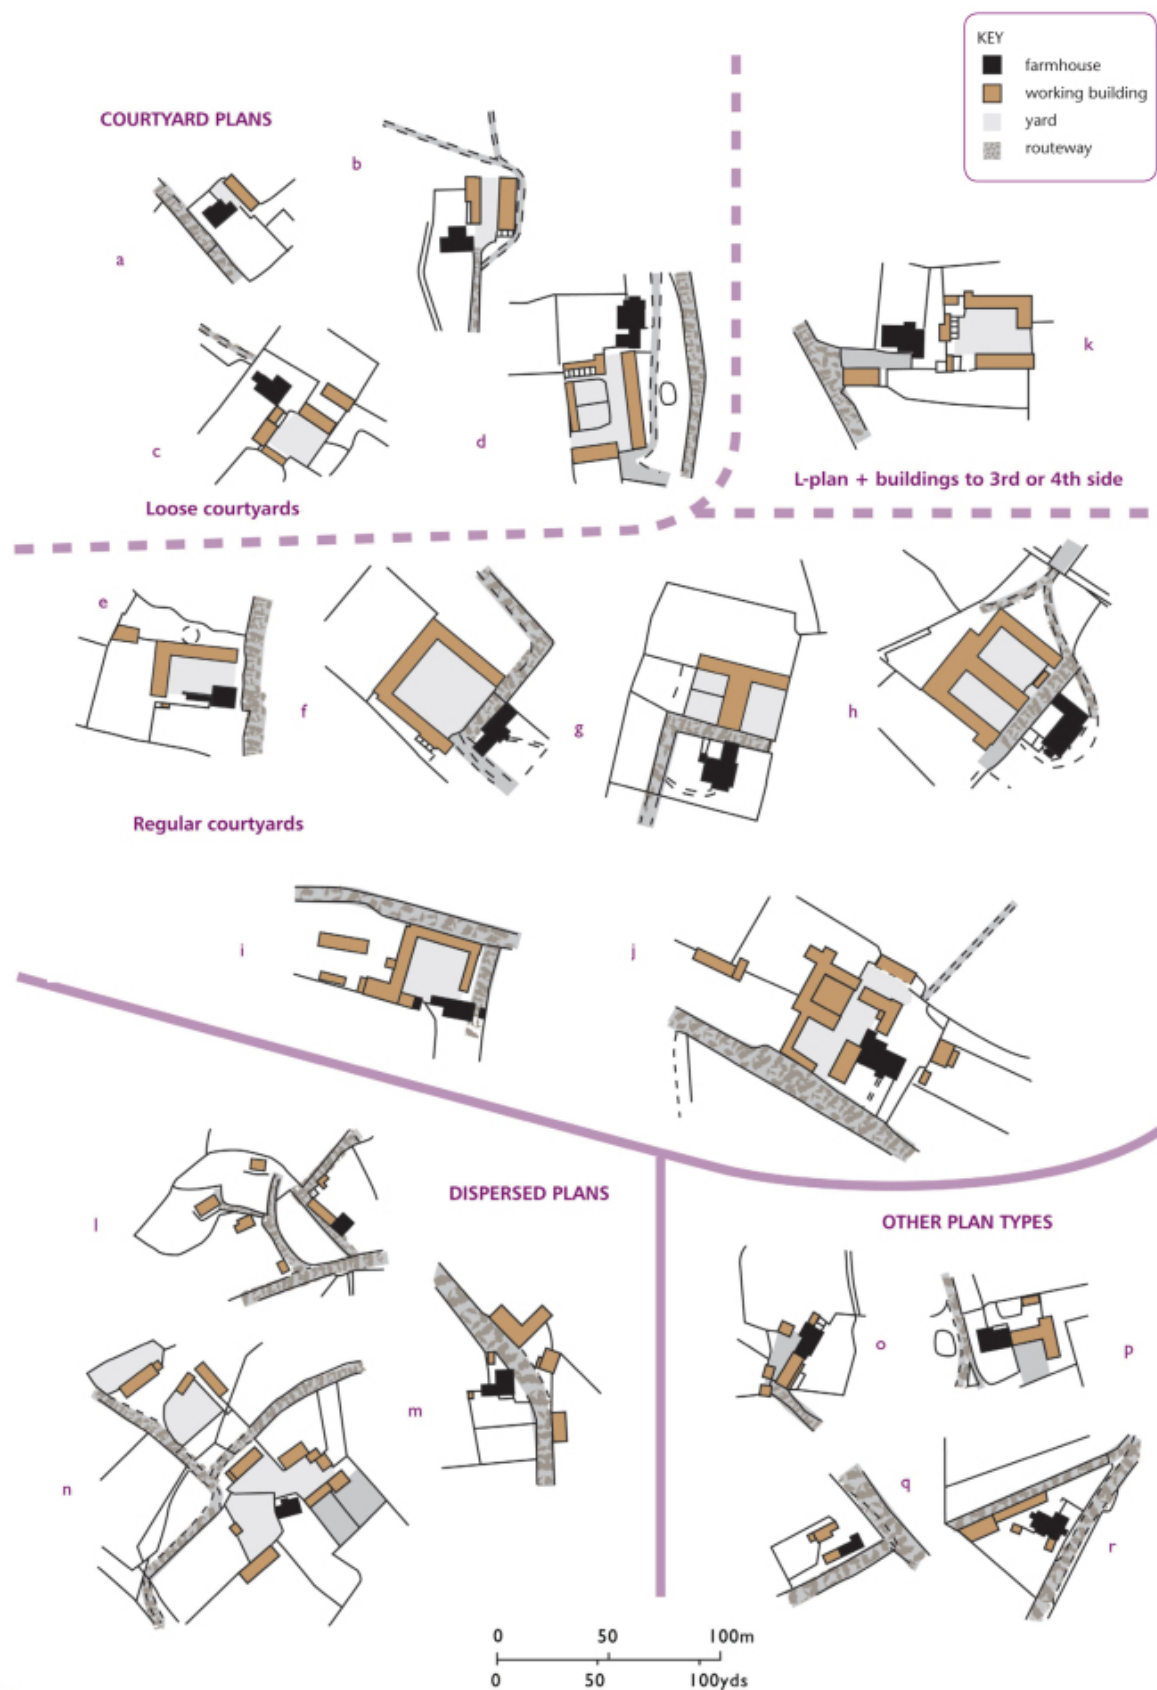 KEY
farmhouse
working building
yard
routeway
COURTYARD PLANS
a
b
c
d
k
Loose courtyards
L-plan + buildings to 3rd or 4th side
e
f
g
h
Regular courtyards
i
j
l
DISPERSED PLANS
OTHER PLAN TYPES
m
n
o
p
q
r
0 50 100m
0 50 100yds